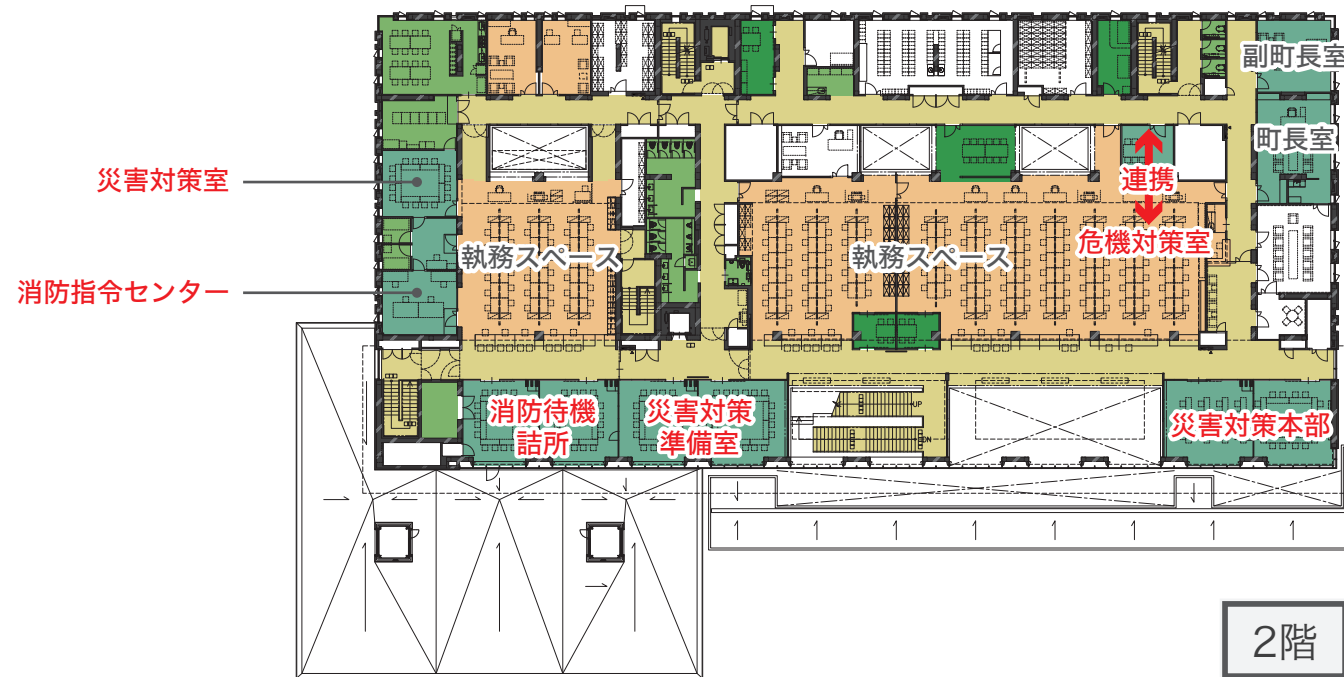 副町長室
町長室
災害対策室
連携
執務スペース
執務スペース
危機対策室
消防指令センター
消防待機
詰所
災害対策
準備室
UP
DN
災害対策本部
2階